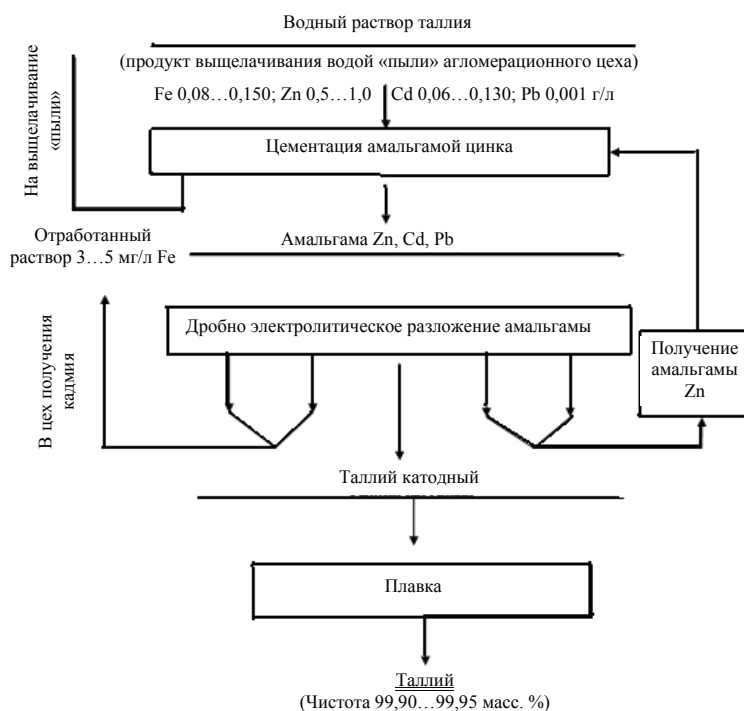 Водный раствор таллия
(продукт выщелачивания водой «пыли» агломерационного цеха)
Fe 0,08…0,150; Zn 0,5…1,0 Cd 0,06…0,130; Pb 0,001 г/л
На выщелачивание
«пыли»
Цементация амальгамой цинка
Отработанный
раствор 3…5 мг/л Fe
Амальгама Zn, Cd, Pb
Дробно электролитическое разложение амальгамы
Получение
амальгамы
Zn
В цех получения
кадмия
Таллий катодный
Плавка
Таллий
(Чистота 99,90…99,95 масс. %)